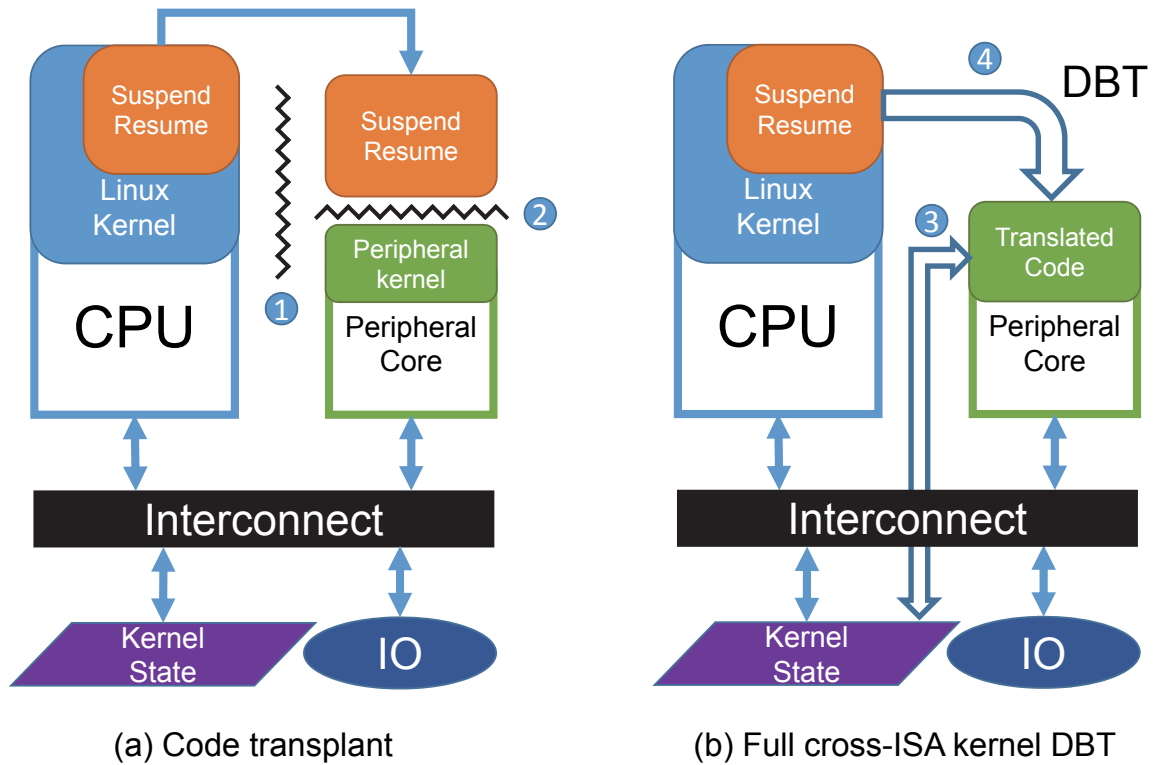 Suspend
Resume
Linux
Kernel
CPU
1
Suspend
Resume
2
Peripheral
kernel
Peripheral
Core
Interconnect
Kernel
State
IO
(a) Code transplant
Suspend
Resume
Linux
Kernel
CPU
4
DBT
3
Translated
Code
Peripheral
Core
Interconnect
Kernel
State
IO
(b) Full cross-ISA kernel DBT